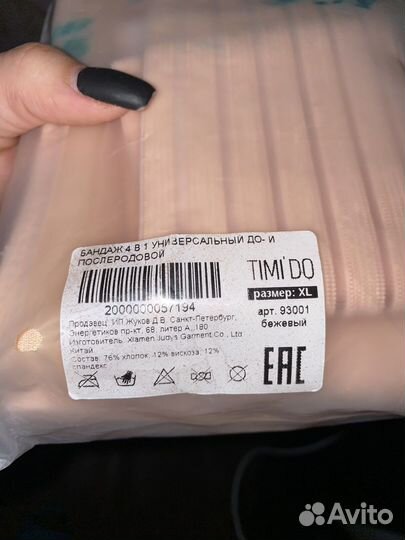 БАНДАЖ 4 В 1 УНИВЕРСАЛЬНЫЙ ДО- И
ПОСЛЕРОДОВОЙ
2000000057194
Продавец: ИП Жуков Д.В. Санкт-Петербург,
Энергетиков пр-кт, 6В, литер А, 180
Изготовитель: Xiamen Judys Garment Co., Ltd
Китай
Состав: 76% хлопок, 12% вискоза, 12%
спандекс
TIMI'DO
размер: XL
арт. 93001
бежевый
EAC
Avito